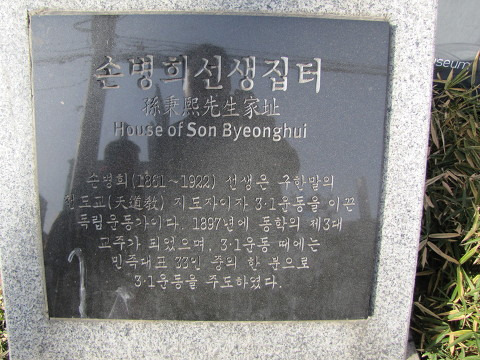 손병희선생집터
孫秉熙先生家址
House of Son Byeonghui
손병희(1861~1922) 선생은 구한말의
천도교(天道敎) 지도자이자 3·1운동을 이끈
독립운동가이다. 1897년에 동학의 제3대
교주가 되었으며, 3·1운동 때에는
민족대표 33인 중의 한 분으로
3·1운동을 주도하였다.
useum